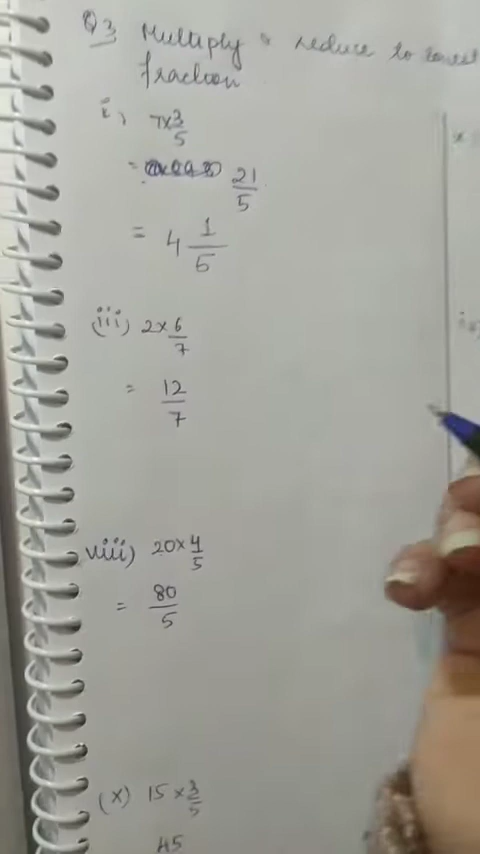 Q3 Multiply & reduce to lowest
fraction
i) 7×3/5
= 21/5
= 4 1/5
(iii) 2×6/7
= 12/7
viii) 20×4/5
= 80/5
(x) 15×3/5
45